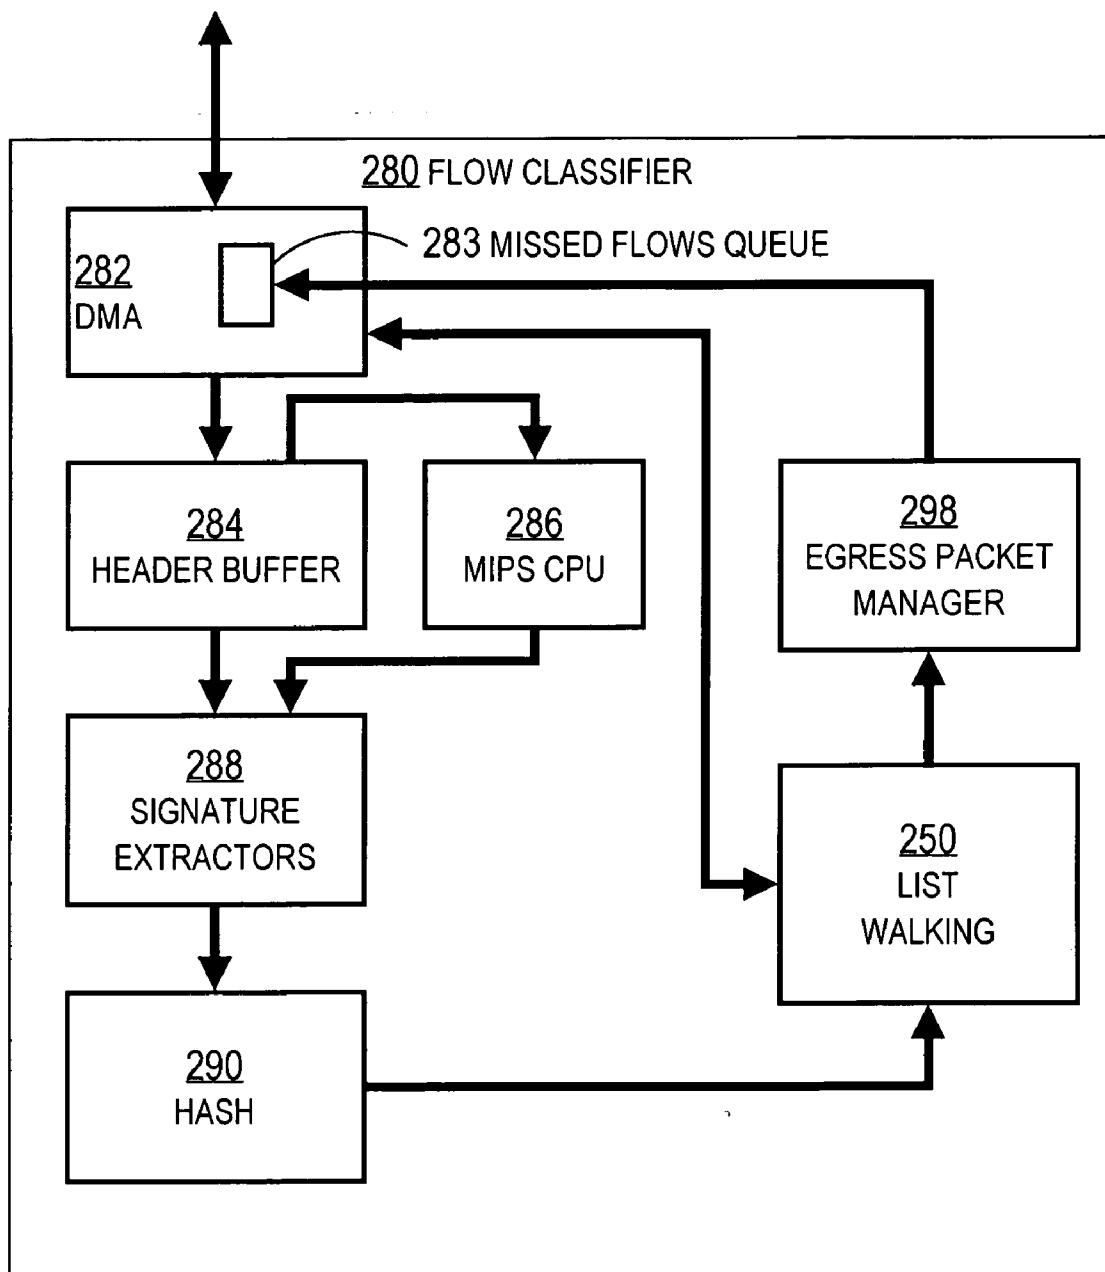 280 FLOW CLASSIFIER
283 MISSED FLOWS QUEUE
282
DMA
284
HEADER BUFFER
286
MIPS CPU
298
EGRESS PACKET
MANAGER
288
SIGNATURE
EXTRACTORS
250
LIST
WALKING
290
HASH